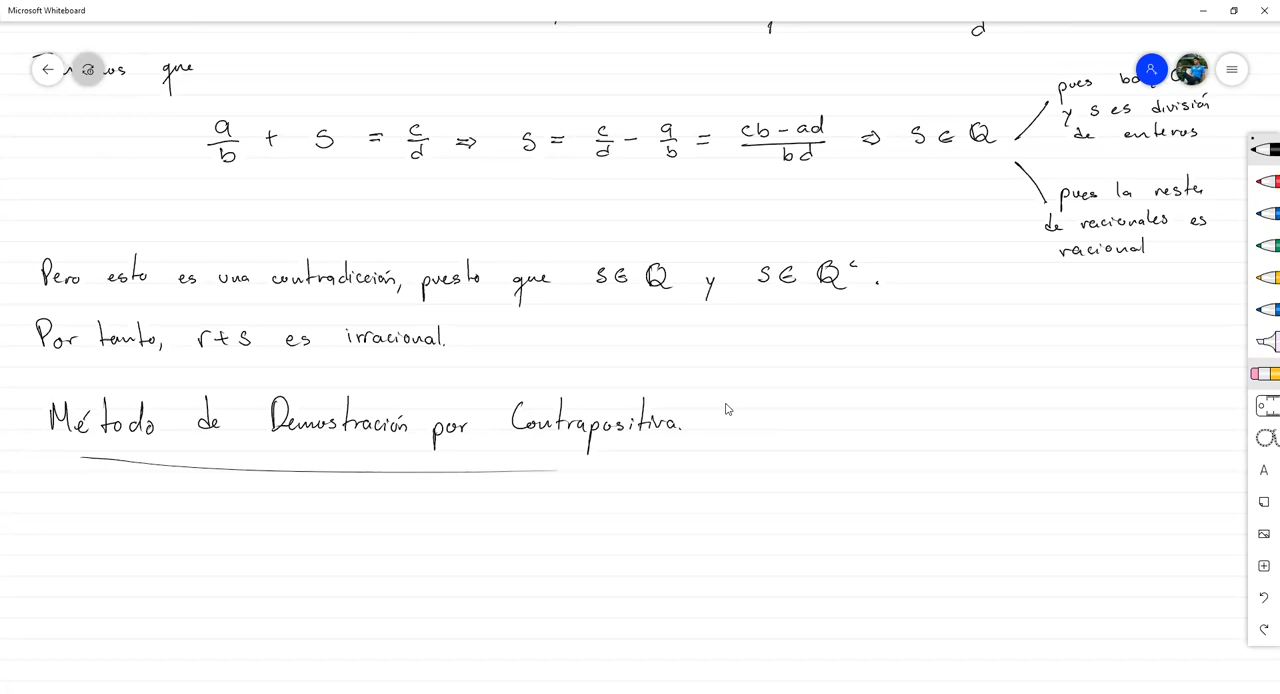 Microsoft Whiteboard
d
que
a/b + s = c/d ⇒ s = c/d - a/b = (cb - ad)/bd ⇒ s ∈ ℚ
pues
y s es división
de enteros
pues la resta
de racionales es
racional
Pero esto es una contradicción, puesto que s ∈ ℚ y s ∈ ℚᶜ.
Por tanto, r+s es irracional.
Método de Demostración por Contrapositiva.